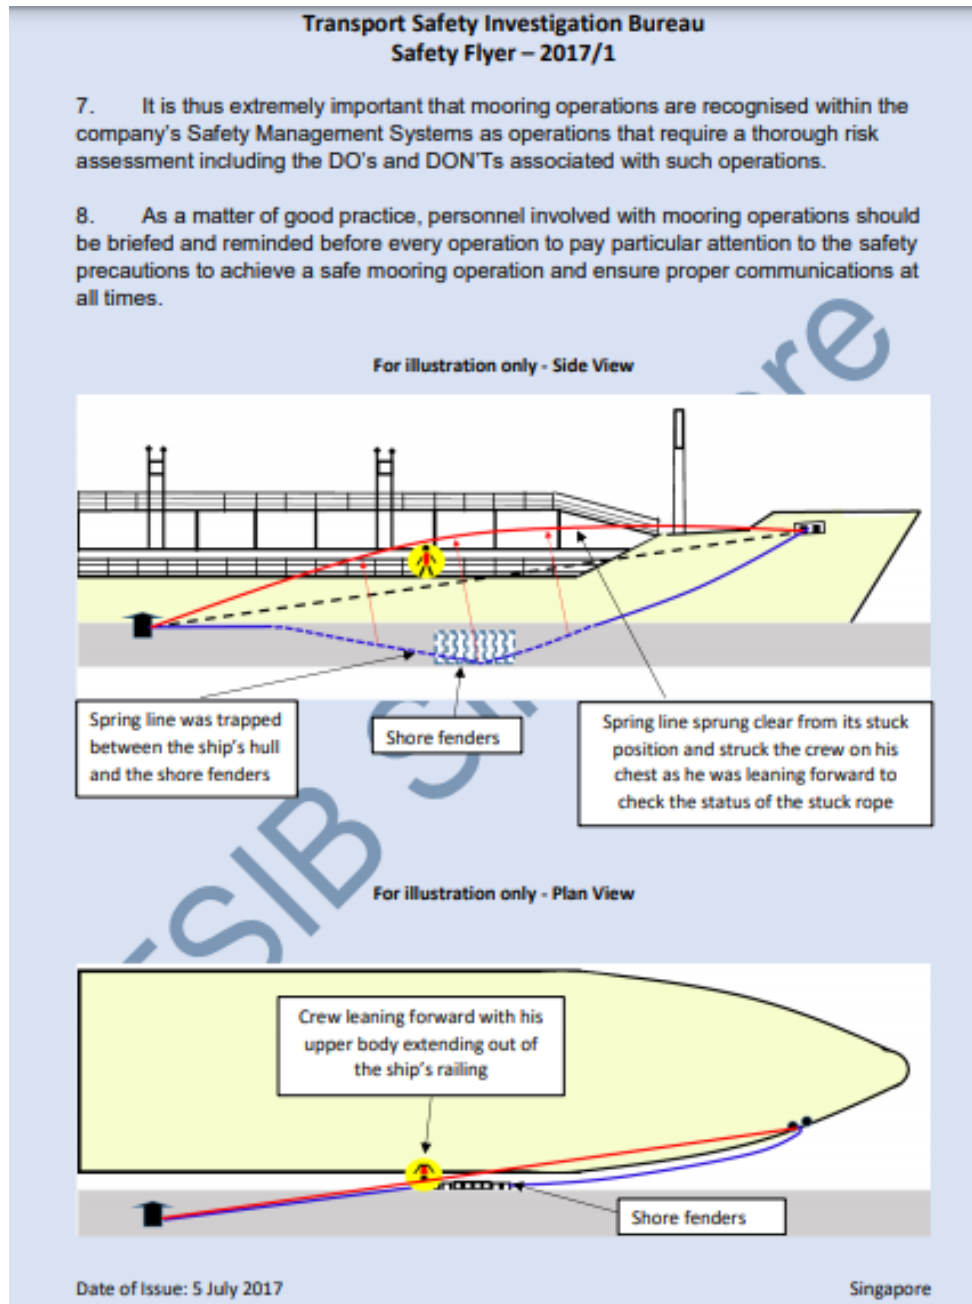 Transport Safety Investigation Bureau
Safety Flyer – 2017/1
7. It is thus extremely important that mooring operations are recognised within the
company's Safety Management Systems as operations that require a thorough risk
assessment including the DO's and DON'Ts associated with such operations.
8. As a matter of good practice, personnel involved with mooring operations should
be briefed and reminded before every operation to pay particular attention to the safety
precautions to achieve a safe mooring operation and ensure proper communications at
all times.
For illustration only - Side View
Spring line was trapped
between the ship's hull
and the shore fenders
Shore fenders
Spring line sprung clear from its stuck
position and struck the crew on his
chest as he was leaning forward to
check the status of the stuck rope
For illustration only - Plan View
Crew leaning forward with his
upper body extending out of
the ship's railing
Shore fenders
Date of Issue: 5 July 2017
Singapore